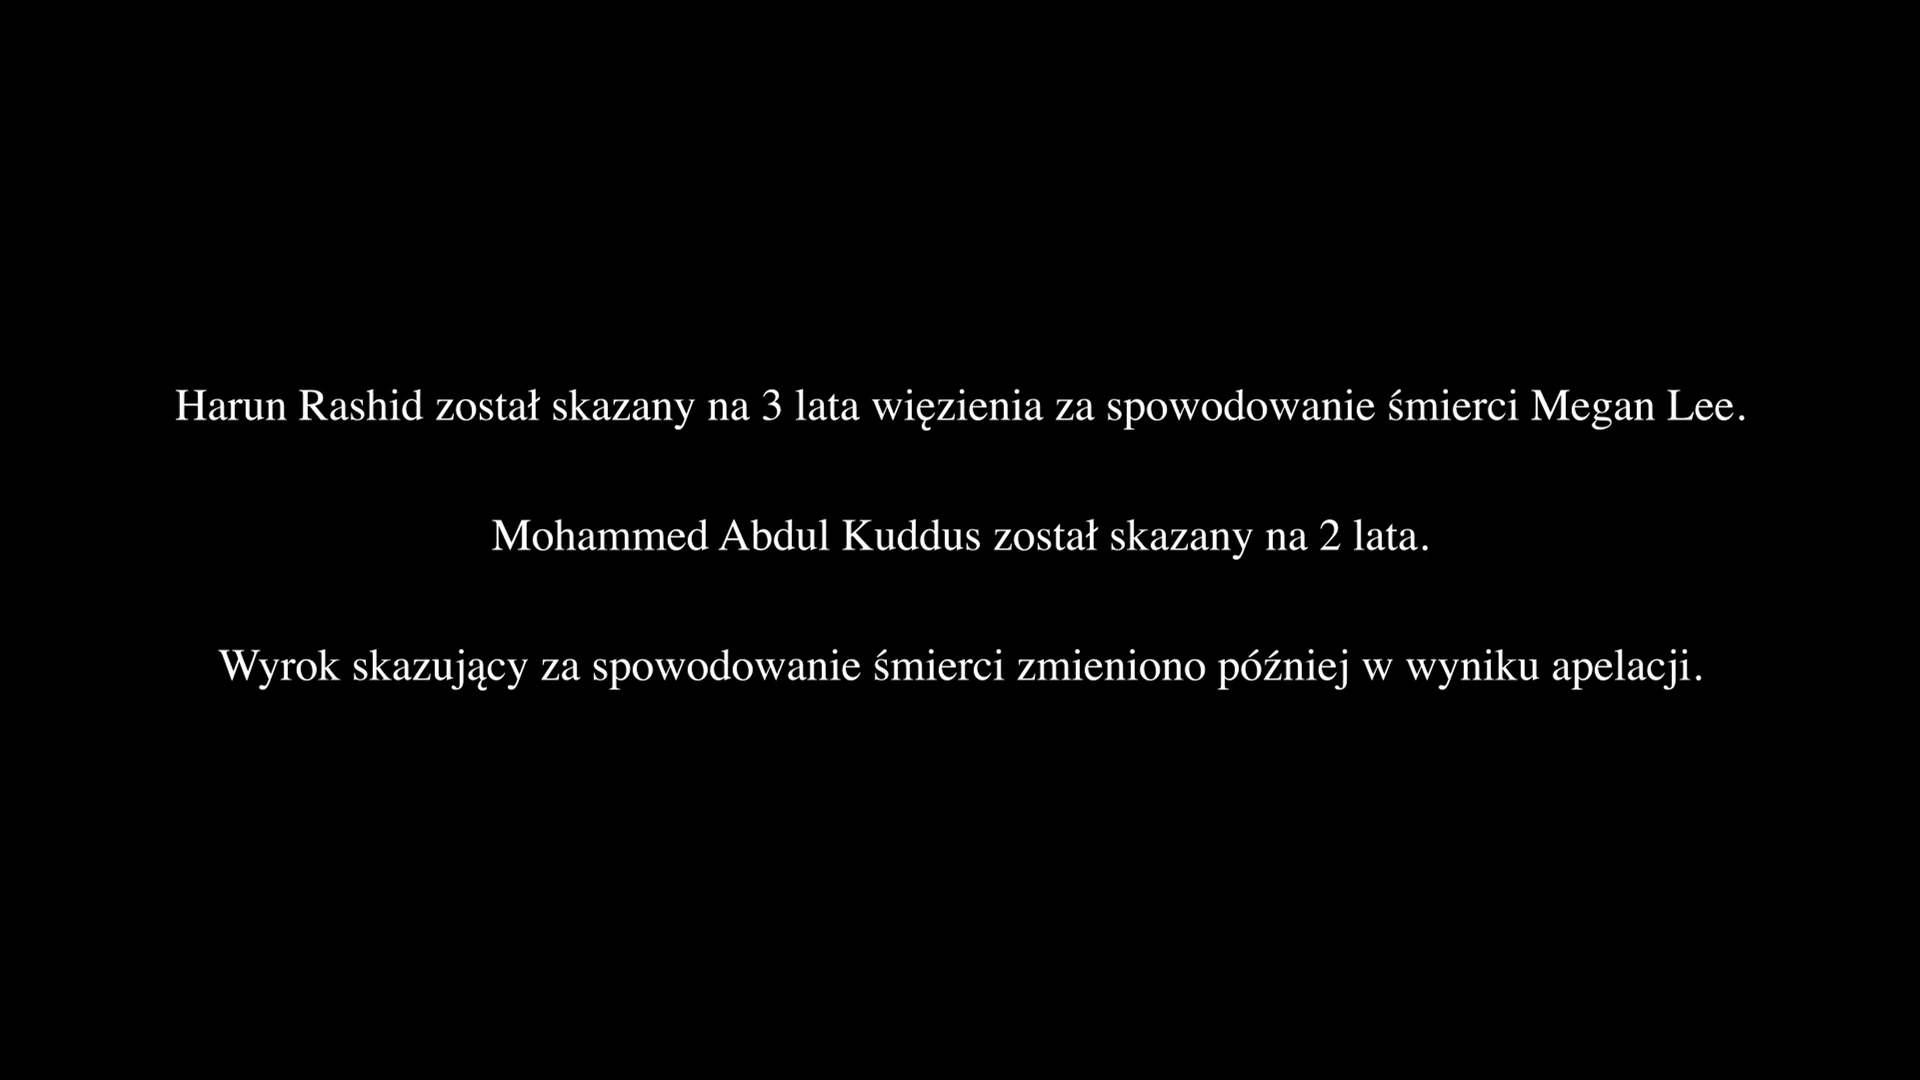 Harun Rashid został skazany na 3 lata więzienia za spowodowanie śmierci Megan Lee.
Mohammed Abdul Kuddus został skazany na 2 lata.
Wyrok skazujący za spowodowanie śmierci zmieniono później w wyniku apelacji.